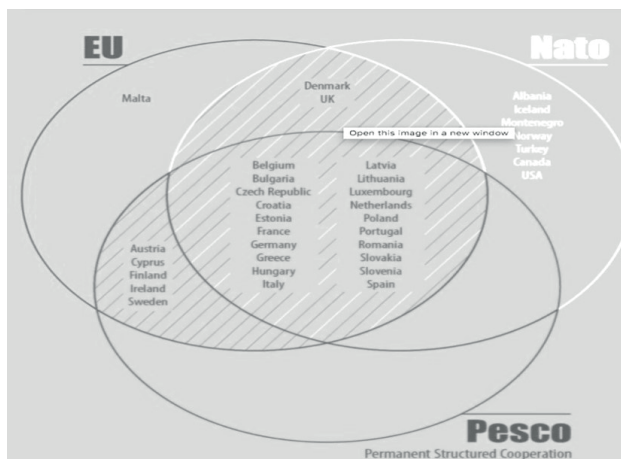 EU
Nato
Malta
Denmark
UK
Albania
Iceland
Montenegro
Norway
Turkey
Canada
USA
Open this image in a new window
Belgium
Bulgaria
Czech Republic
Croatia
Estonia
France
Germany
Greece
Hungary
Italy
Latvia
Lithuania
Luxembourg
Netherlands
Poland
Portugal
Romania
Slovakia
Slovenia
Spain
Austria
Cyprus
Finland
Ireland
Sweden
Pesco
Permanent Structured Cooperation